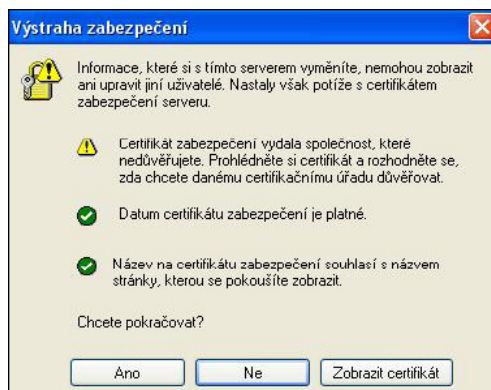 Výstraha zabezpečení
Informace, které si s tímto serverem vyměníte, nemohou zobrazit
ani upravit jiní uživatelé. Nastaly však potíže s certifikátem
zabezpečení serveru.
Certifikát zabezpečení vydala společnost, které
nedůvěřujete. Prohlédněte si certifikát a rozhodněte se,
zda chcete danému certifikačnímu úřadu důvěřovat.
Datum certifikátu zabezpečení je platné.
Název na certifikátu zabezpečení souhlasí s názvem
stránky, kterou se pokoušíte zobrazit.
Chcete pokračovat?
Ano Ne Zobrazit certifikát